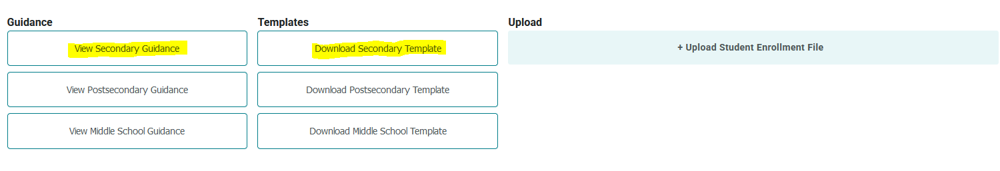 Guidance
View Secondary Guidance
View Postsecondary Guidance
View Middle School Guidance
Templates
Download Secondary Template
Download Postsecondary Template
Download Middle School Template
Upload
+ Upload Student Enrollment File